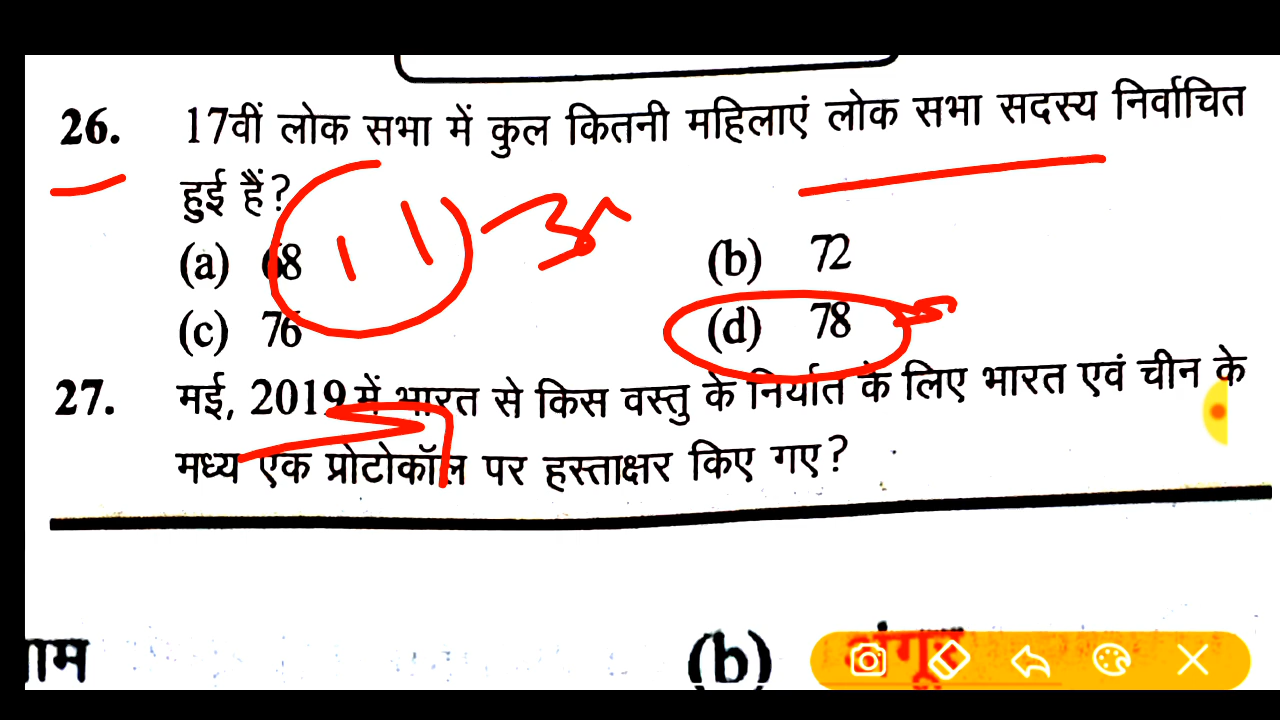 26. 17वीं लोक सभा में कुल कितनी महिलाएं लोक सभा सदस्य निर्वाचित
हुई हैं?
(a) 68 (b) 72
(c) 76 (d) 78
27. मई, 2019 में भारत से किस वस्तु के निर्यात के लिए भारत एवं चीन के
मध्य एक प्रोटोकॉल पर हस्ताक्षर किए गए?
(b) अंगूर